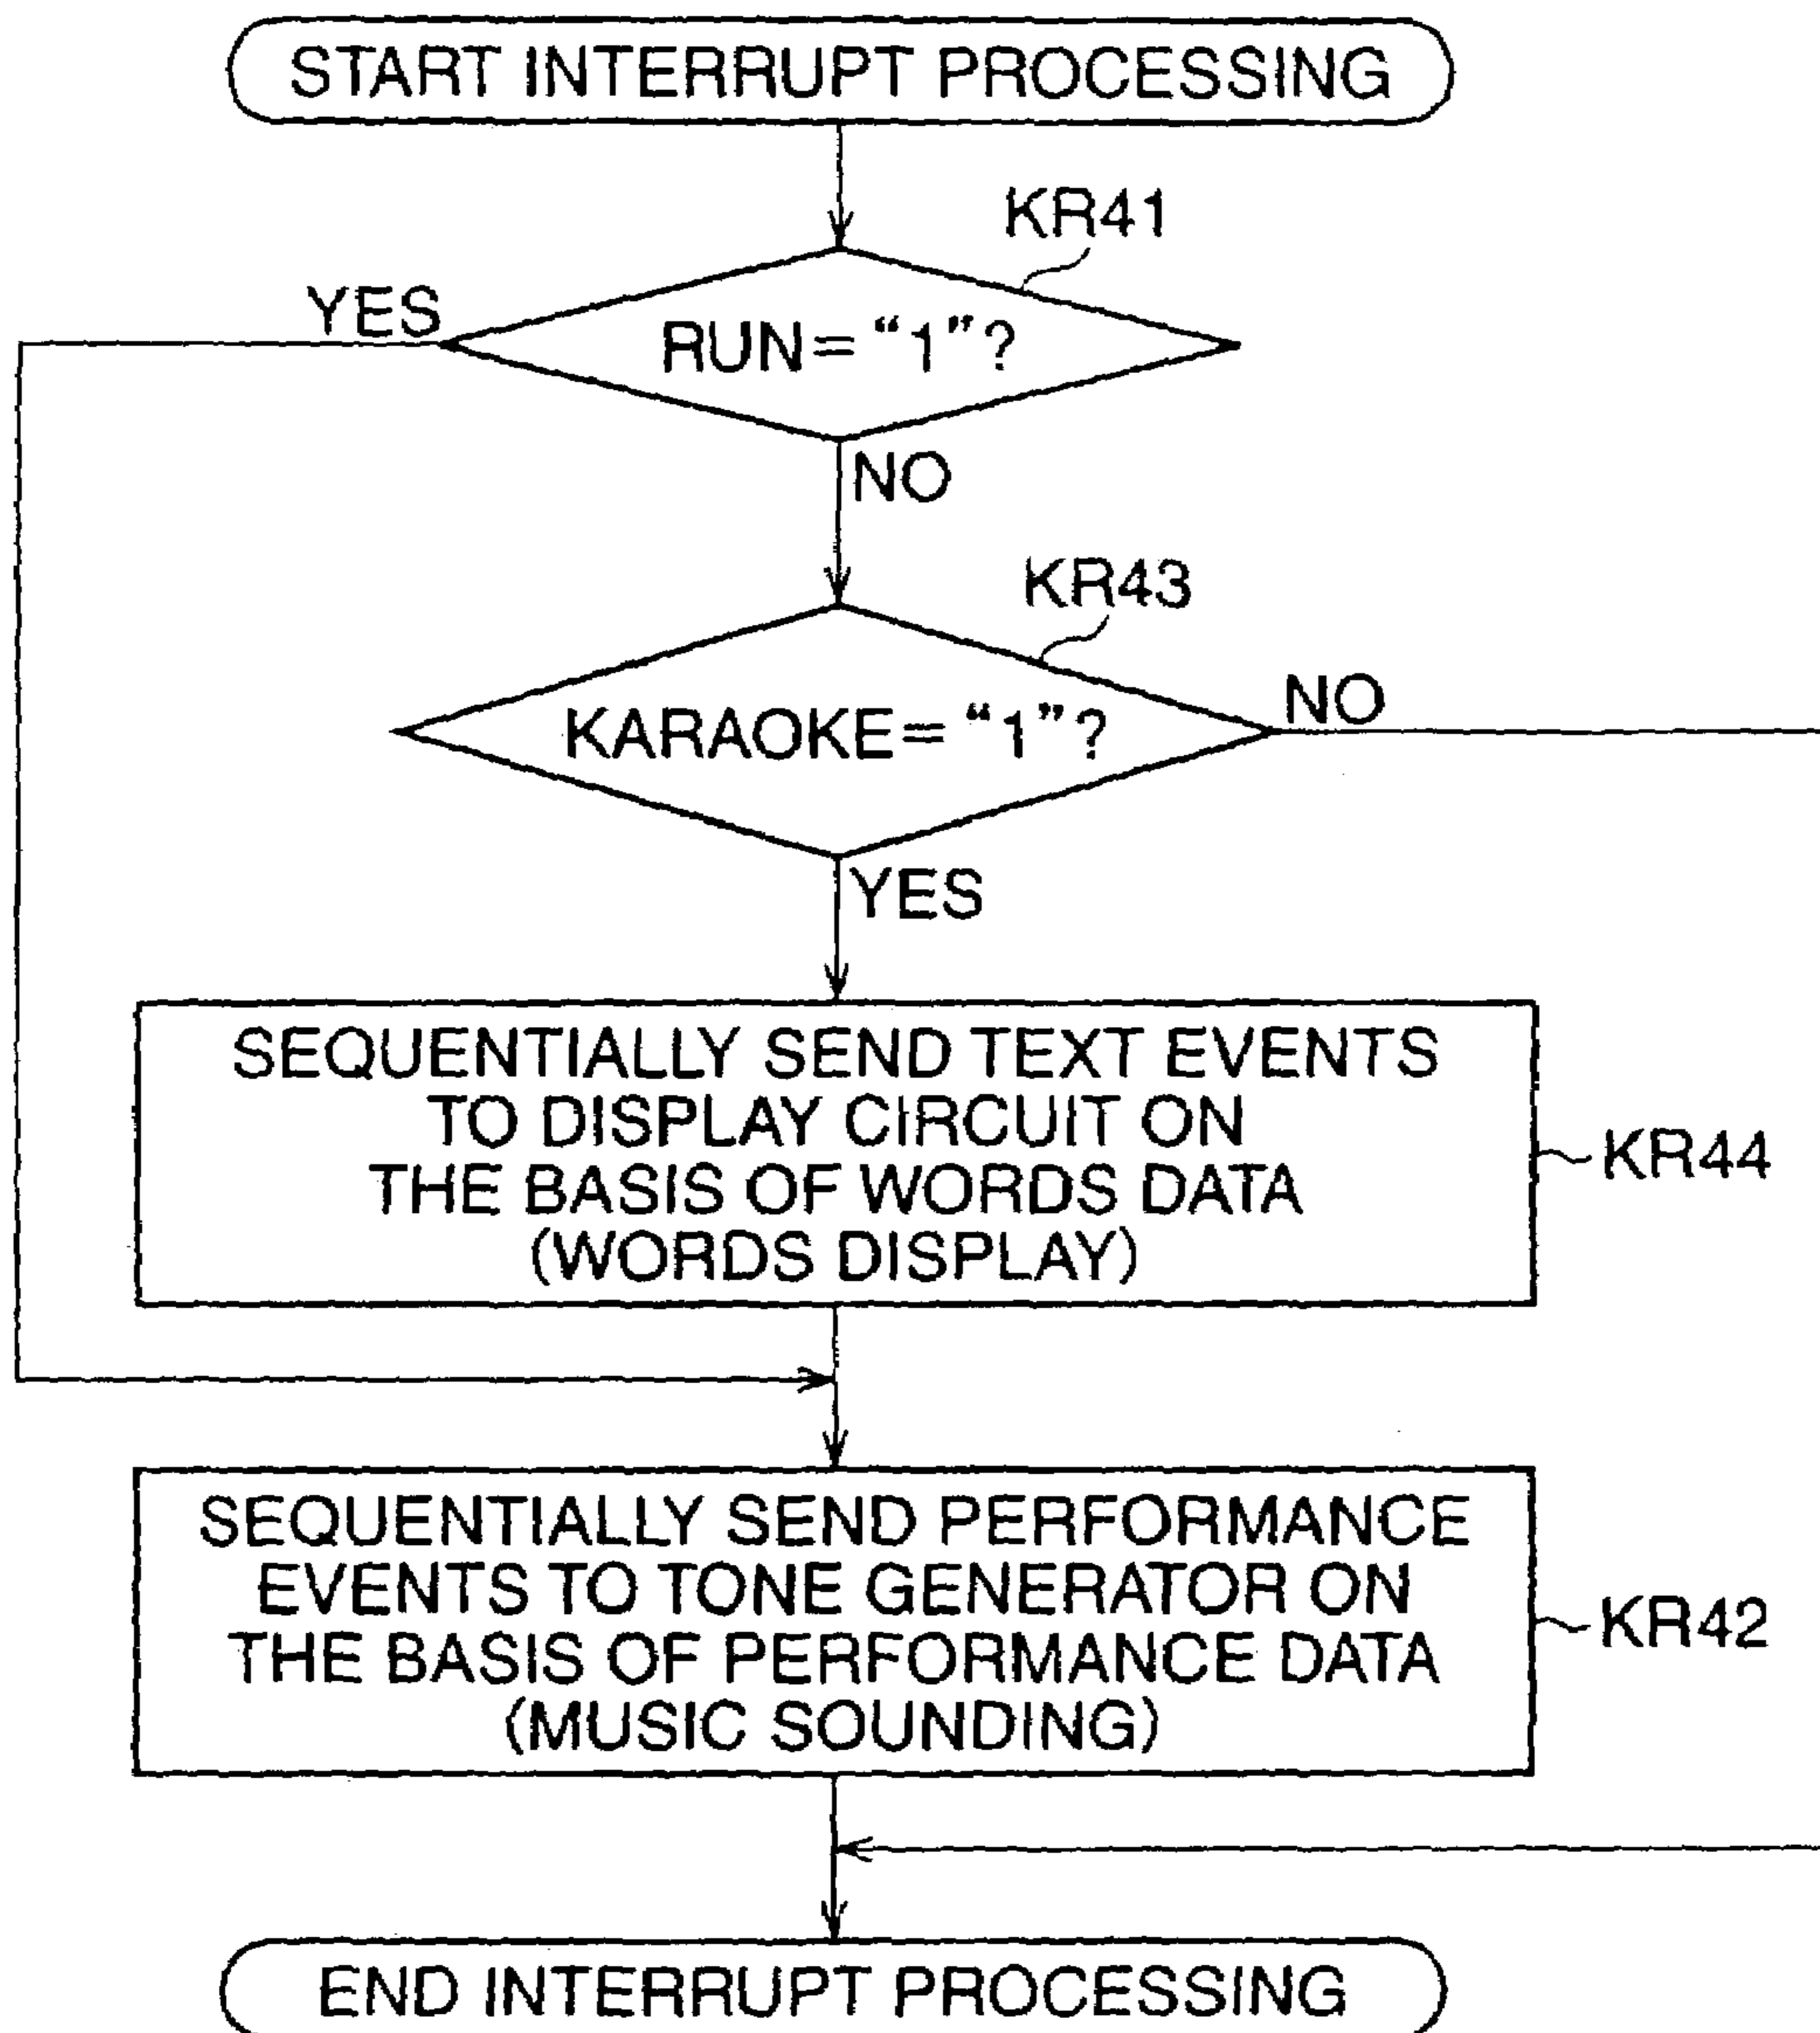 START INTERRUPT PROCESSING
KR41
YES
RUN= “1”?
NO
KR43
KARAOKE= “1”?
NO
YES
SEQUENTIALLY SEND TEXT EVENTS
TO DISPLAY CIRCUIT ON
THE BASIS OF WORDS DATA
(WORDS DISPLAY)
KR44
SEQUENTIALLY SEND PERFORMANCE
EVENTS TO TONE GENERATOR ON
THE BASIS OF PERFORMANCE DATA
(MUSIC SOUNDING)
KR42
END INTERRUPT PROCESSING